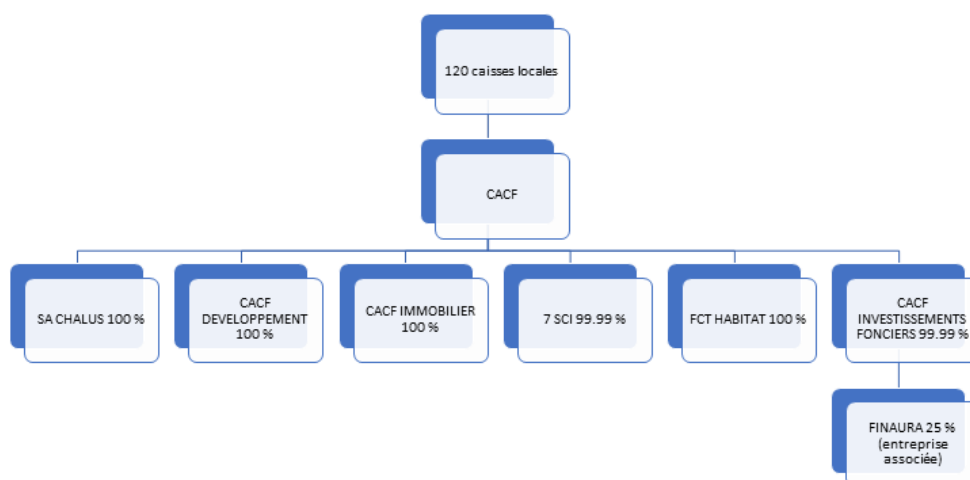 120 caisses locales
CACF
SA CHALUS 100 %
CACF
DEVELOPPEMENT
100 %
CACF IMMOBILIER
100 %
7 SCI 99.99 %
FCT HABITAT 100 %
CACF
INVESTISSEMENTS
FONCIERS 99.99 %
FINAURA 25 %
(entreprise
associée)